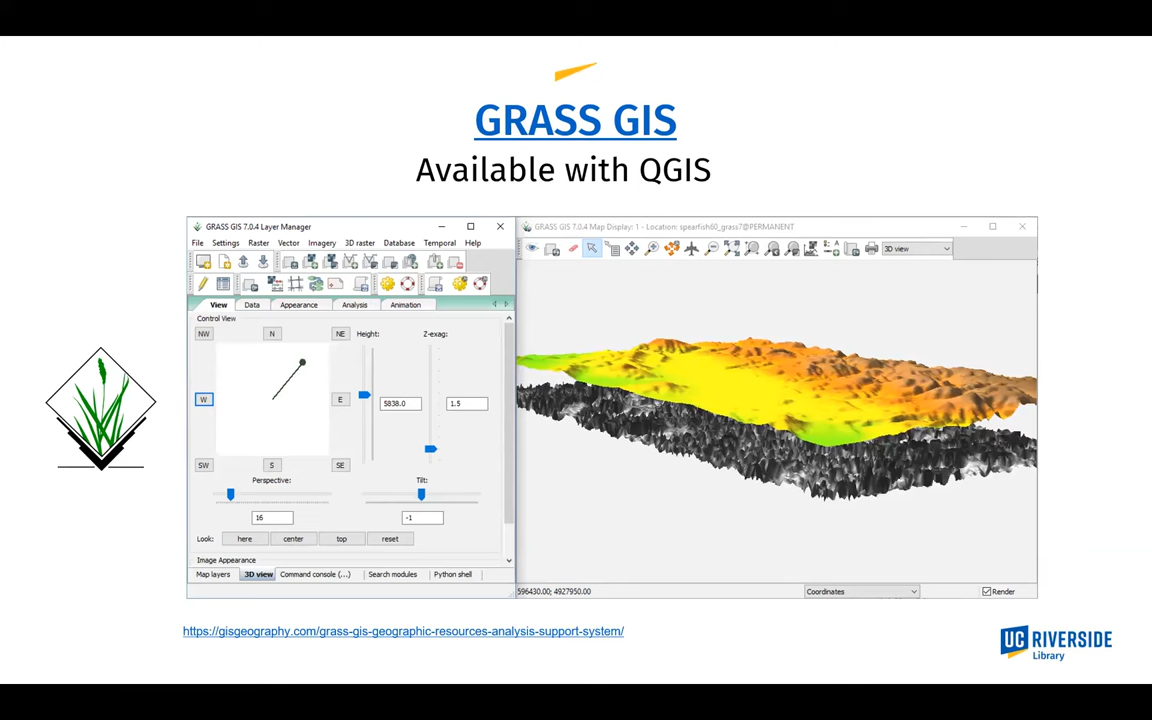 GRASS GIS
Available with QGIS
GRASS GIS 7.0.4 Layer Manager
File Settings Raster Vector Imagery 3D raster Database Temporal Help
View Data Appearance Analysis Animation
Control View
NW N NE Height: Z-exag:
W E 5838.0 1.5
SW S SE
Perspective: Tilt:
16 -1
Look: here center top reset
Image Appearance
Map layers 3D view Command console (...) Search modules Python shell
GRASS GIS 7.0.4 Map Display: 1 - Location: spearfish60_grass7@PERMANENT
3D view
596430.00; 4927950.00 Coordinates Render
https://gisgeography.com/grass-gis-geographic-resources-analysis-support-system/
UC RIVERSIDE
Library